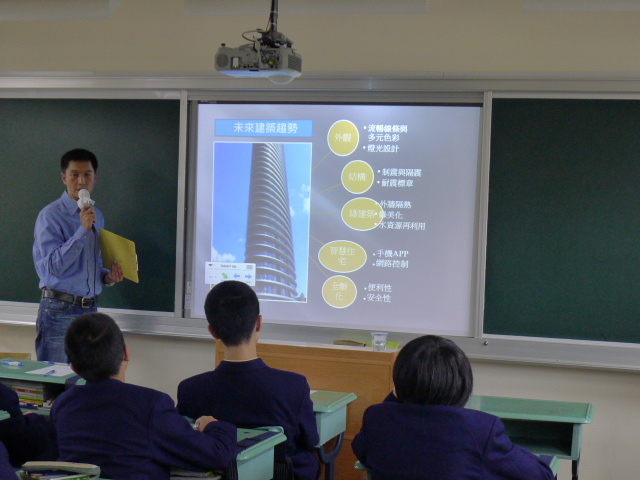 未來建築趨勢
外觀
• 流暢線條與
多元色彩
• 燈光設計
結構
• 制震與隔震
• 耐震標章
綠建築
• 外牆隔熱
• 綠美化
• 水資源再利用
智慧住
宅
• 手機APP
• 網路控制
全齡
化
• 便利性
• 安全性